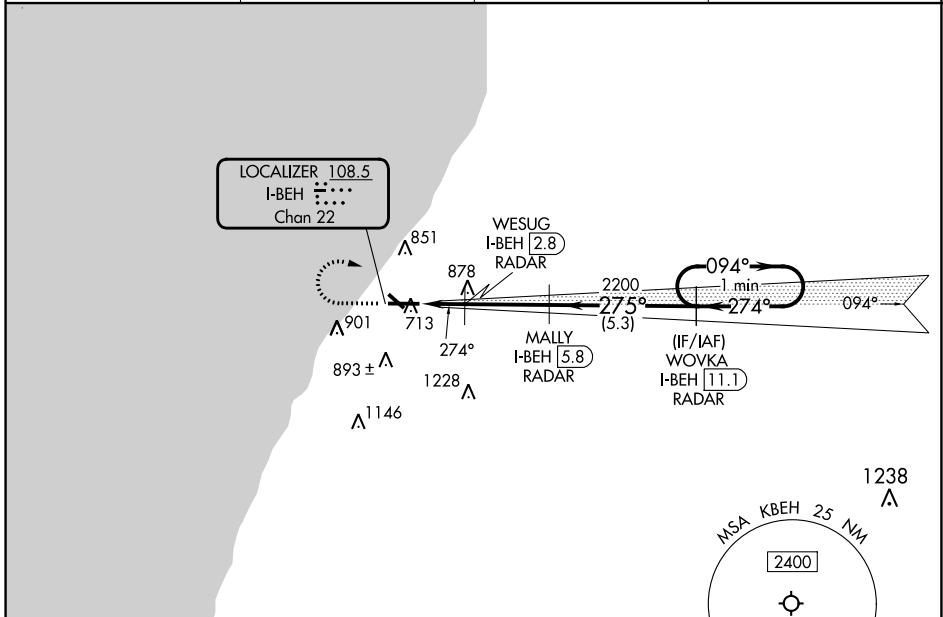 LOCALIZER 108.5
I-BEH
Chan 22
851
WESUG
I-BEH 2.8
RADAR
878
2200
275°
(5.3)
094°
1 min
274°
094°
901
713
274°
893 ±
1228
1146
MALLY
I-BEH 5.8
RADAR
(IF/IAF)
WOVKA
I-BEH 11.1
RADAR
1238
MSA KBEH 25 NM
2400